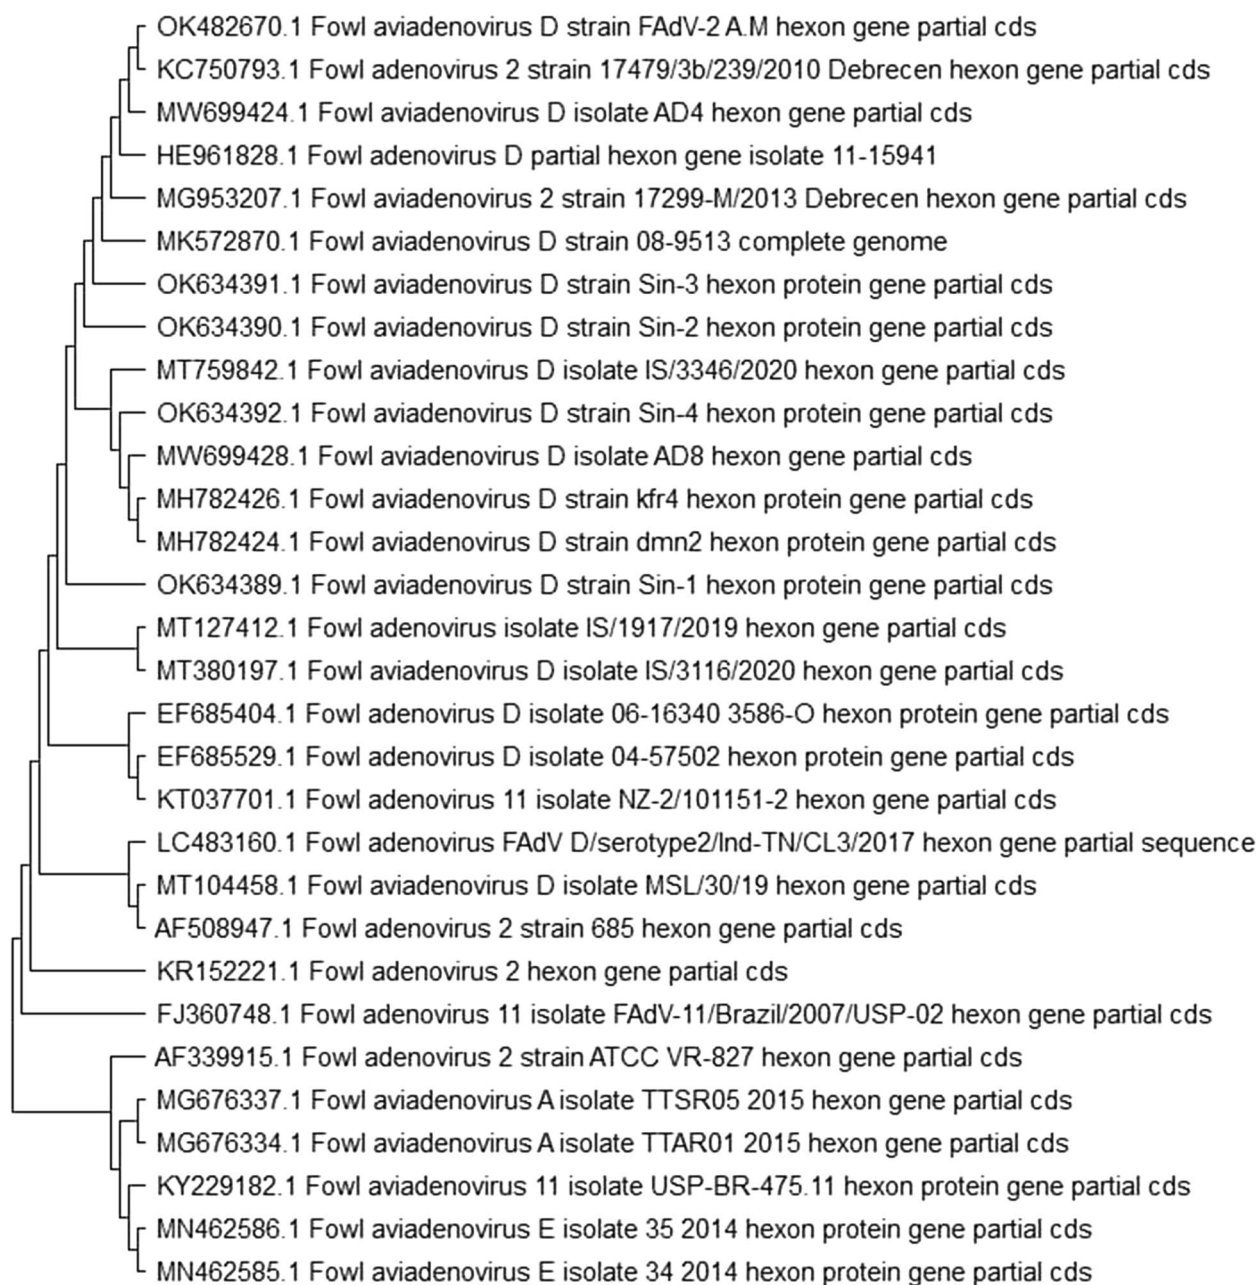 OK482670.1 Fowl aviadenovirus D strain FAdV-2 A.M hexon gene partial cds
KC750793.1 Fowl adenovirus 2 strain 17479/3b/239/2010 Debrecen hexon gene partial cds
MW699424.1 Fowl aviadenovirus D isolate AD4 hexon gene partial cds
HE961828.1 Fowl adenovirus D partial hexon gene isolate 11-15941
MG953207.1 Fowl aviadenovirus 2 strain 17299-M/2013 Debrecen hexon gene partial cds
MK572870.1 Fowl aviadenovirus D strain 08-9513 complete genome
OK634391.1 Fowl aviadenovirus D strain Sin-3 hexon protein gene partial cds
OK634390.1 Fowl aviadenovirus D strain Sin-2 hexon protein gene partial cds
MT759842.1 Fowl aviadenovirus D isolate IS/3346/2020 hexon gene partial cds
OK634392.1 Fowl aviadenovirus D strain Sin-4 hexon protein gene partial cds
MW699428.1 Fowl aviadenovirus D isolate AD8 hexon gene partial cds
MH782426.1 Fowl aviadenovirus D strain kfr4 hexon protein gene partial cds
MH782424.1 Fowl aviadenovirus D strain dmn2 hexon protein gene partial cds
OK634389.1 Fowl aviadenovirus D strain Sin-1 hexon protein gene partial cds
MT127412.1 Fowl adenovirus isolate IS/1917/2019 hexon gene partial cds
MT380197.1 Fowl aviadenovirus D isolate IS/3116/2020 hexon gene partial cds
EF685404.1 Fowl adenovirus D isolate 06-16340 3586-O hexon protein gene partial cds
EF685529.1 Fowl adenovirus D isolate 04-57502 hexon protein gene partial cds
KT037701.1 Fowl adenovirus 11 isolate NZ-2/101151-2 hexon gene partial cds
LC483160.1 Fowl adenovirus FAdV D/serotype2/Ind-TN/CL3/2017 hexon gene partial sequence
MT104458.1 Fowl aviadenovirus D isolate MSL/30/19 hexon gene partial cds
AF508947.1 Fowl adenovirus 2 strain 685 hexon gene partial cds
KR152221.1 Fowl adenovirus 2 hexon gene partial cds
FJ360748.1 Fowl adenovirus 11 isolate FAdV-11/Brazil/2007/USP-02 hexon gene partial cds
AF339915.1 Fowl adenovirus 2 strain ATCC VR-827 hexon gene partial cds
MG676337.1 Fowl aviadenovirus A isolate TTSR05 2015 hexon gene partial cds
MG676334.1 Fowl aviadenovirus A isolate TTAR01 2015 hexon gene partial cds
KY229182.1 Fowl aviadenovirus 11 isolate USP-BR-475.11 hexon protein gene partial cds
MN462586.1 Fowl aviadenovirus E isolate 35 2014 hexon protein gene partial cds
MN462585.1 Fowl aviadenovirus E isolate 34 2014 hexon protein gene partial cds